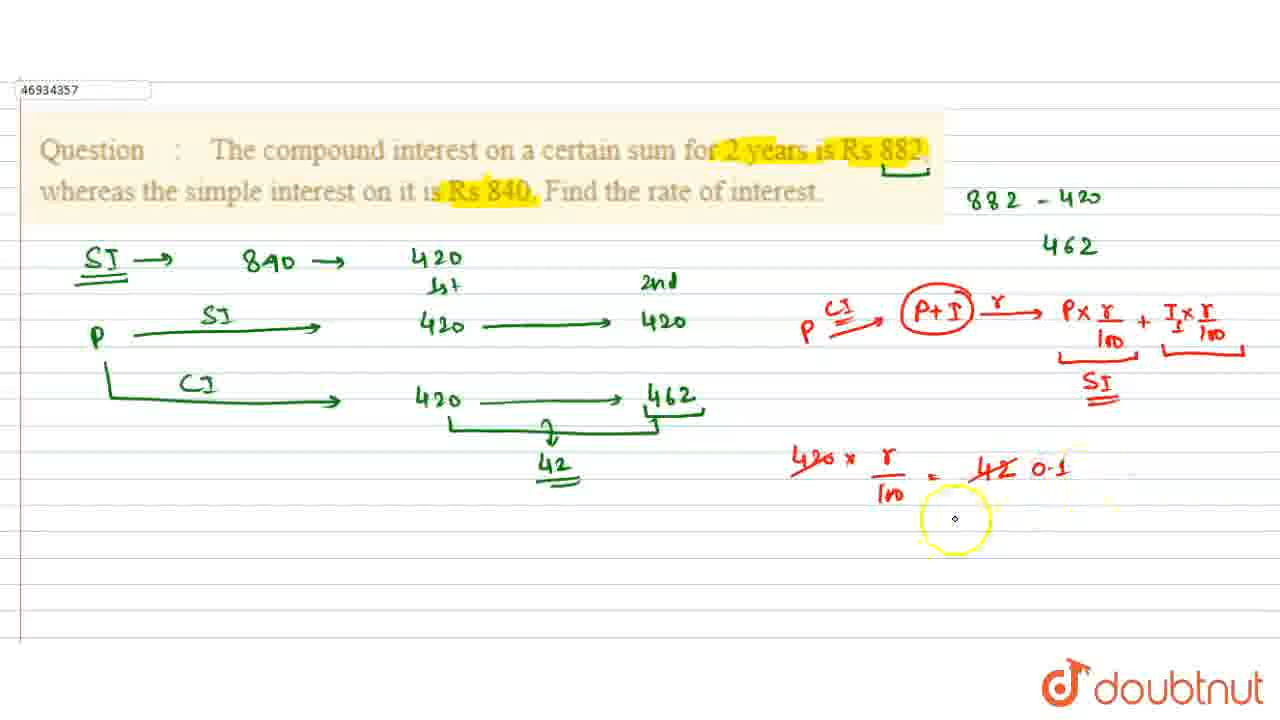 46934357
Question : The compound interest on a certain sum for 2 years is Rs 882,
whereas the simple interest on it is Rs 840. Find the rate of interest.
882 - 420
462
SI → 840 → 420
1st 2nd
P SI → 420 → 420
CI → 420 → 462
42
P CI → P+I r → P× r/100 + I₁× r/100
SI
420 × r/100 = 42 0.1
doubtnut